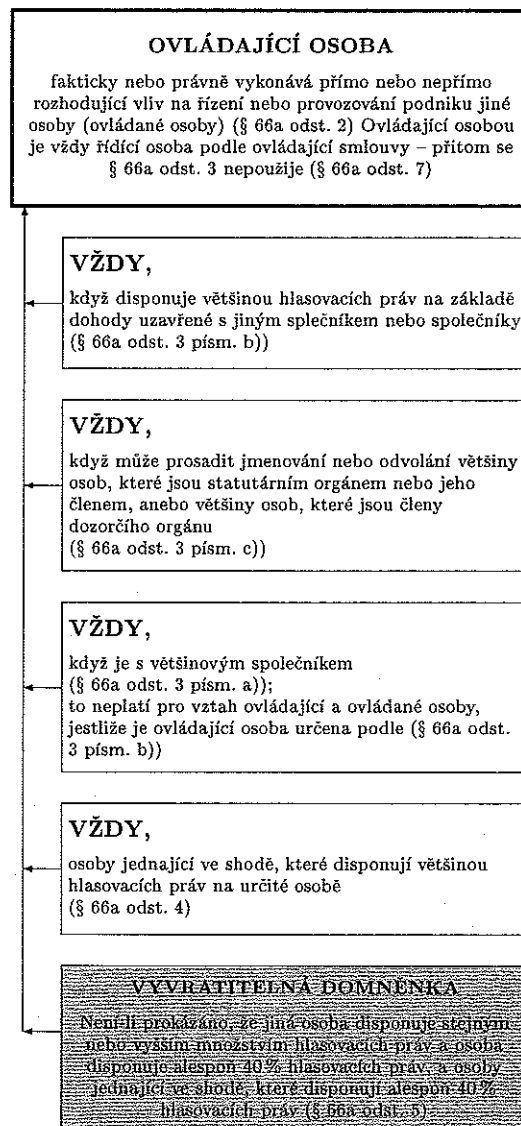 OVLÁDAJÍCÍ OSOBA
fakticky nebo právně vykonává přímo nebo nepřímo
rozhodující vliv na řízení nebo provozování podniku jiné
osoby (ovládané osoby) (§ 66a odst. 2) Ovládající osobou
je vždy řídící osoba podle ovládající smlouvy – přitom se
§ 66a odst. 3 nepoužije (§ 66a odst. 7)
VŽDY,
když disponuje většinou hlasovacích práv na základě
dohody uzavřené s jiným splečníkem nebo společníky
(§ 66a odst. 3 písm. b))
VŽDY,
když může prosadit jmenování nebo odvolání většiny
osob, které jsou statutárním orgánem nebo jeho
členem, anebo většiny osob, které jsou členy
dozorčího orgánu
(§ 66a odst. 3 písm. c))
VŽDY,
když je s většinovým společníkem
(§ 66a odst. 3 písm. a));
to neplatí pro vztah ovládající a ovládané osoby,
jestliže je ovládající osoba určena podle (§ 66a odst.
3 písm. b))
VŽDY,
osoby jednající ve shodě, které disponují většinou
hlasovacích práv na určité osobě
(§ 66a odst. 4)
VYVRATITELNÁ DOMNĚNKA
Není-li prokázáno, že jiná osoba disponuje stejným
nebo vyšším množstvím hlasovacích práv a osoba
disponuje alespoň 40 % hlasovacích práv, a osoby
jednající ve shodě, které disponují alespoň 40 %
hlasovacích práv (§ 66a odst. 5)